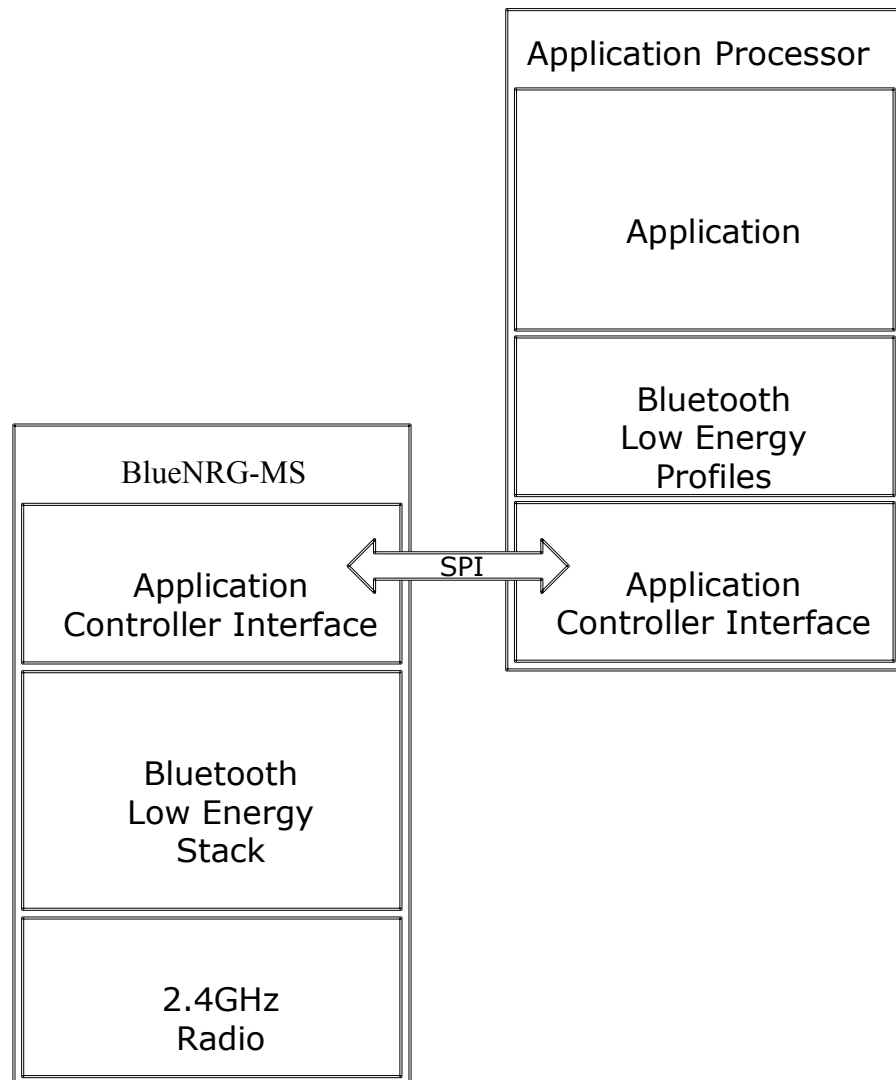 Application Processor
Application
Bluetooth
Low Energy
Profiles
Application
Controller Interface
SPI
BlueNRG-MS
Application
Controller Interface
Bluetooth
Low Energy
Stack
2.4GHz
Radio